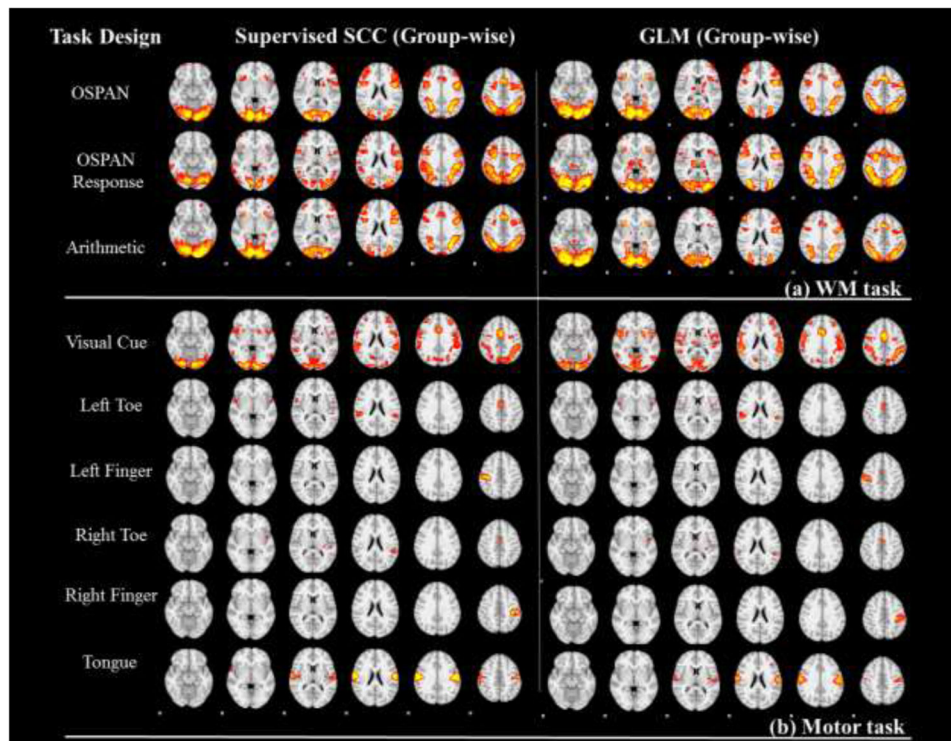 Task Design Supervised SCC (Group-wise) GLM (Group-wise)
OSPAN
OSPAN
Response
Arithmetic
(a) WM task
Visual Cue
Left Toe
Left Finger
Right Toe
Right Finger
Tongue
(b) Motor task